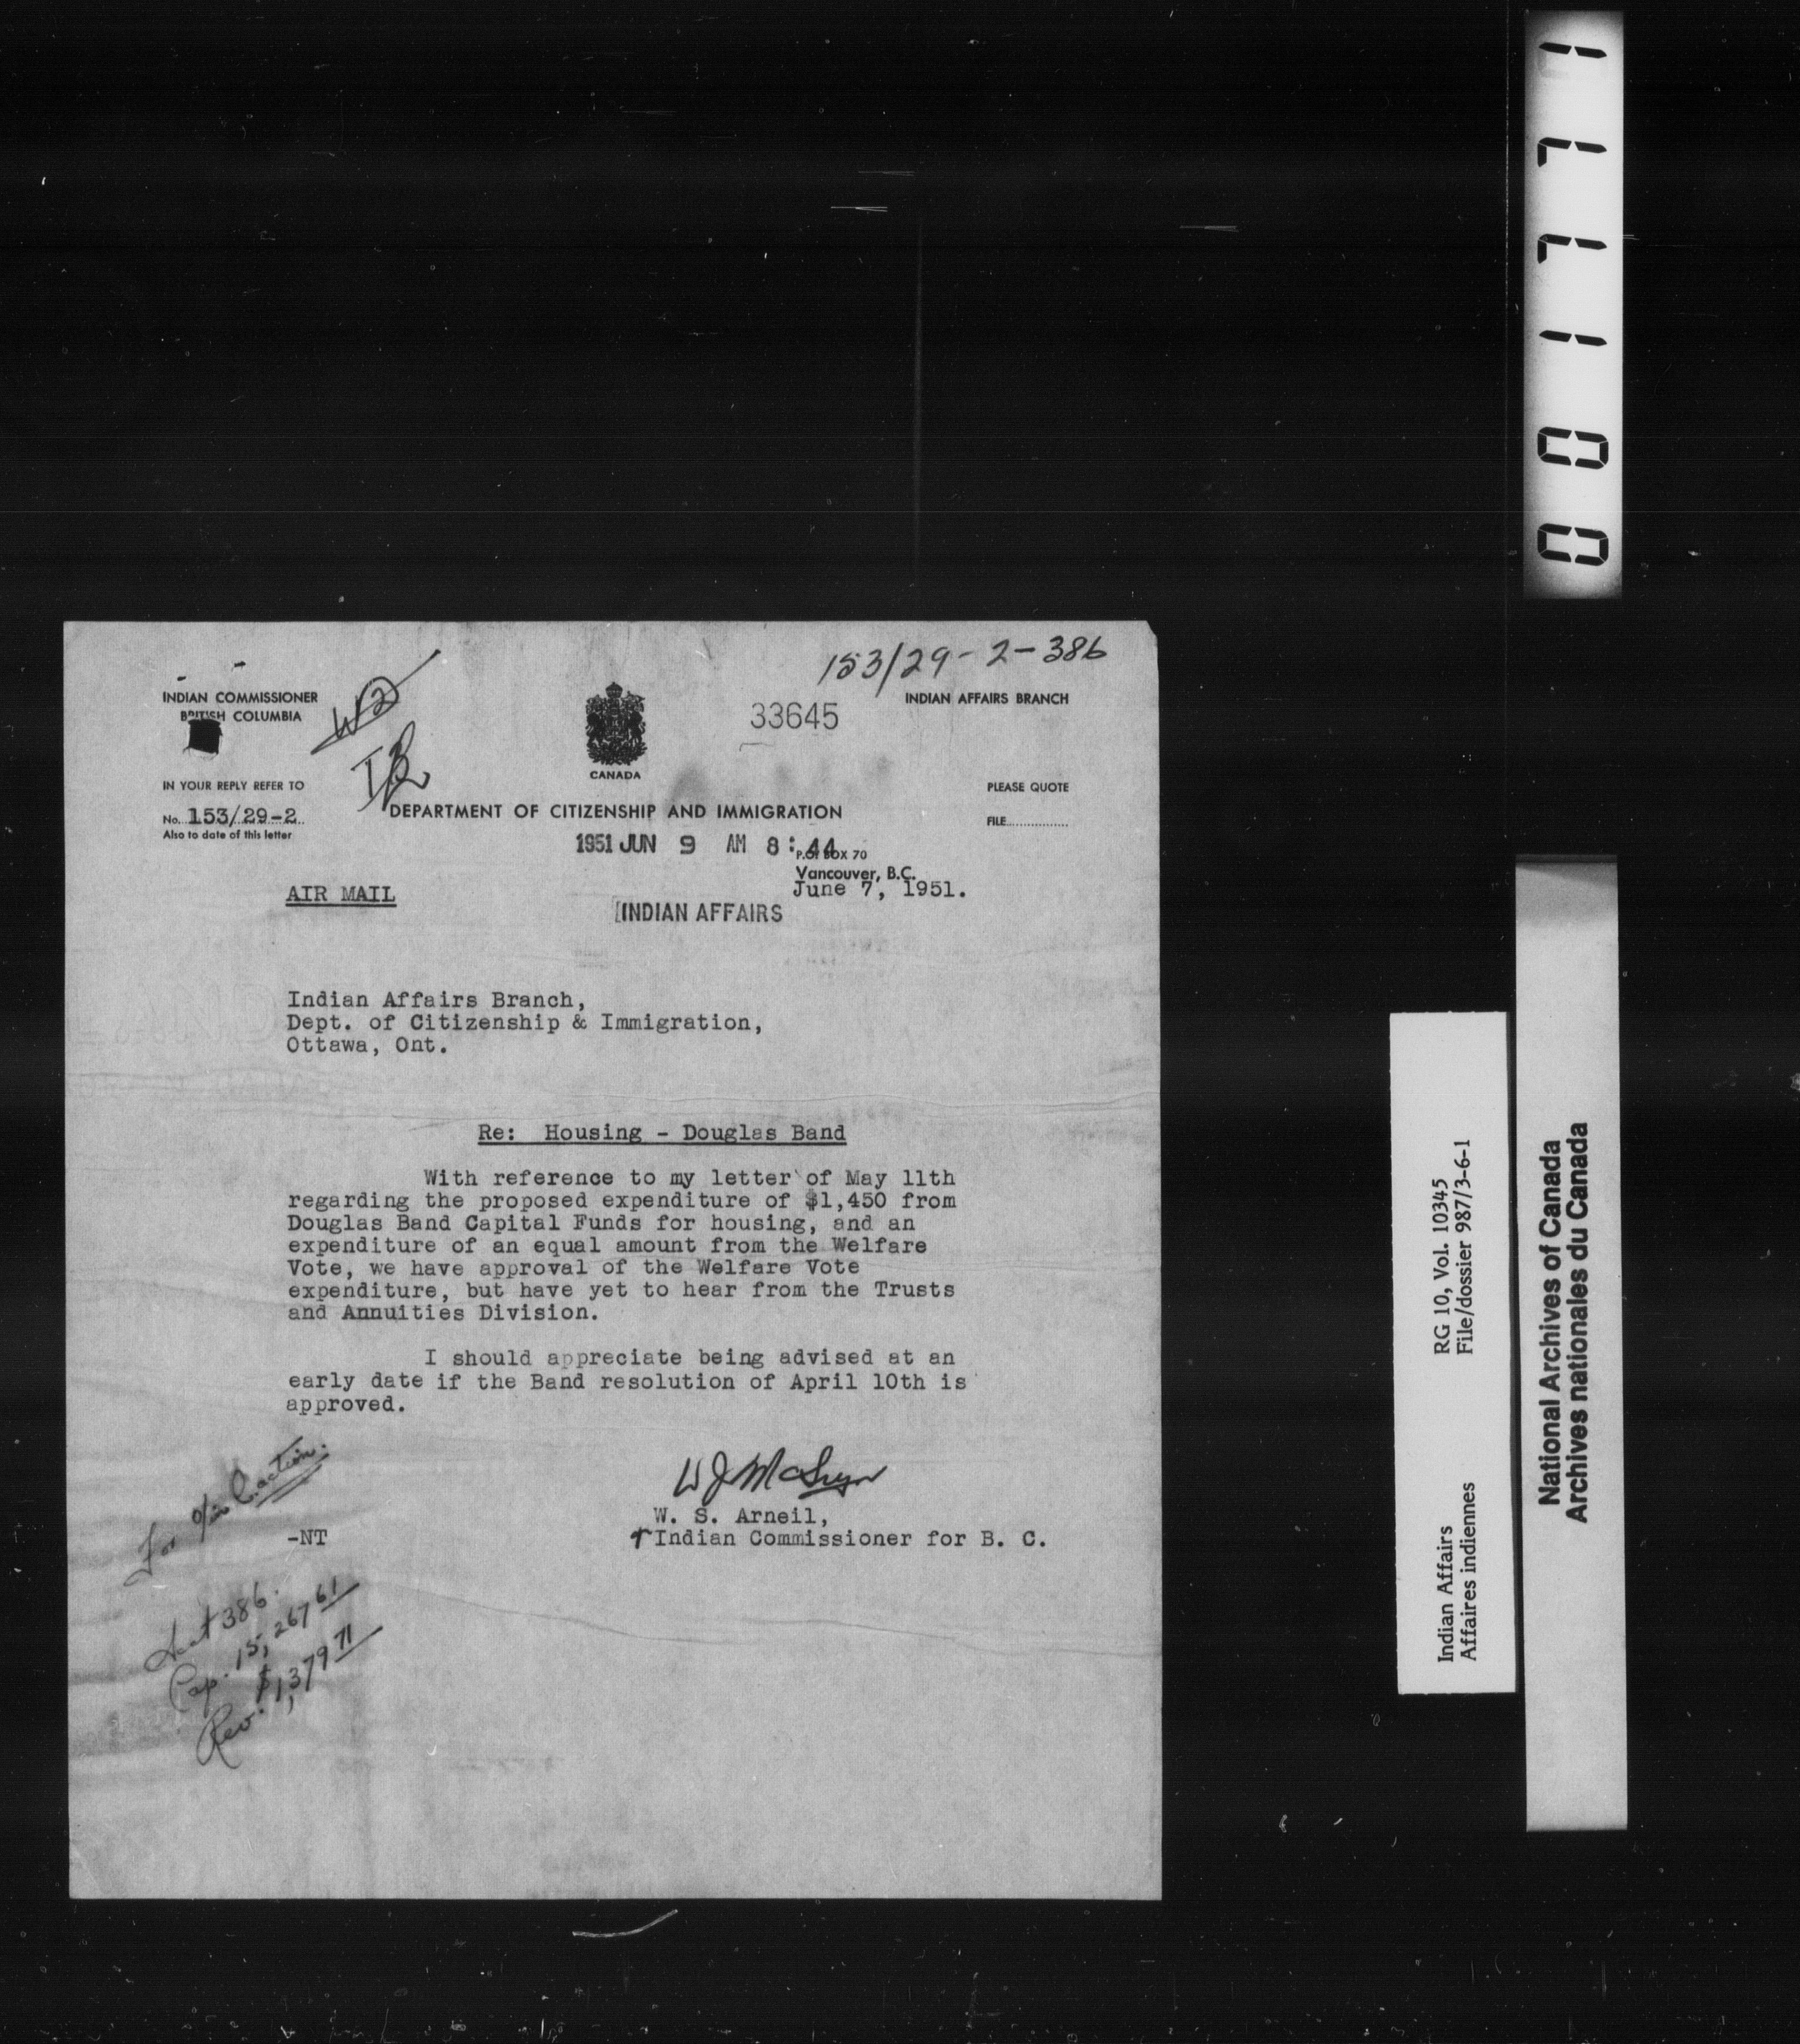 153/29-2-386
INDIAN COMMISSIONER
BRITISH COLUMBIA
W2
33645
INDIAN AFFAIRS BRANCH
CANADA
IN YOUR REPLY REFER TO
No. 153/29-2
Also to date of this letter
PLEASE QUOTE
FILE
DEPARTMENT OF CITIZENSHIP AND IMMIGRATION
1951 JUN 9 AM 8:44
P.O. BOX 70
Vancouver, B.C.
June 7, 1951.
AIR MAIL
INDIAN AFFAIRS
Indian Affairs Branch,
Dept. of Citizenship & Immigration,
Ottawa, Ont.
Re: Housing - Douglas Band
With reference to my letter of May 11th
regarding the proposed expenditure of $1,450 from
Douglas Band Capital Funds for housing, and an
expenditure of an equal amount from the Welfare
Vote, we have approval of the Welfare Vote
expenditure, but have yet to hear from the Trusts
and Annuities Division.
I should appreciate being advised at an
early date if the Band resolution of April 10th is
approved.
W. S. Arneil,
Indian Commissioner for B. C.
-NT
For action.
386.
Cap. 15,267 61
Rev. $1,379 71
001771
RG 10, Vol. 10345
File/dossier 987/3-6-1
Indian Affairs
Affaires indiennes
National Archives of Canada
Archives nationales du Canada